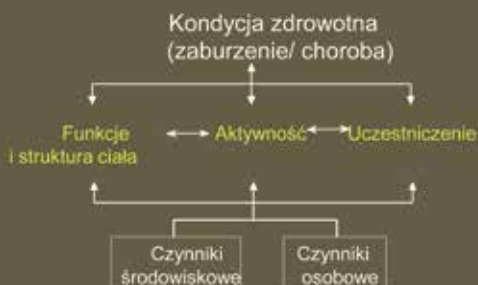 Kondycja zdrowotna
(zaburzenie/ choroba)
Funkcje
i struktura ciała
Aktywność
Uczestniczenie
Czynniki
środowiskowe
Czynniki
osobowe